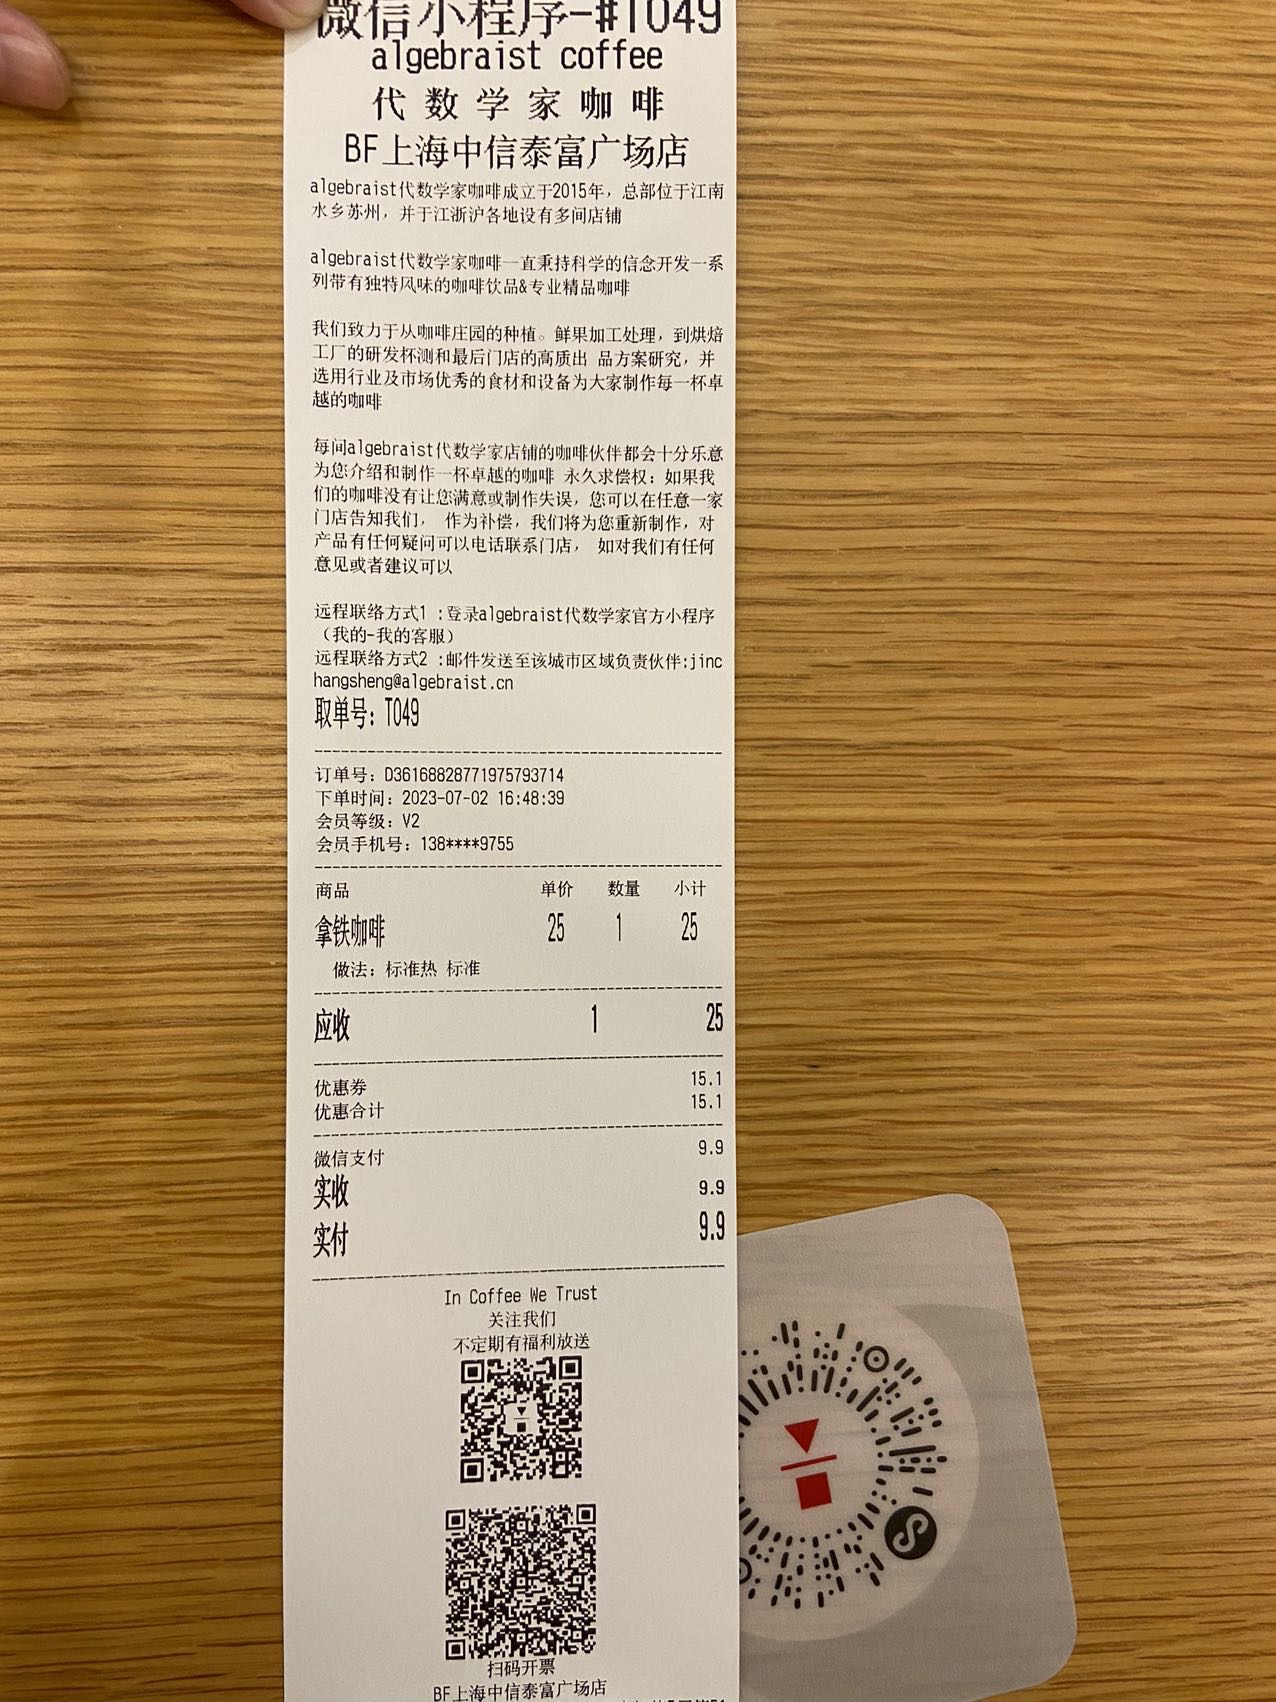 微信小程序-#T049
algebraist coffee
代数学家咖啡
BF上海中信泰富广场店
algebraist代数学家咖啡成立于2015年，总部位于江南
水乡苏州，并于江浙沪各地设有多间店铺
algebraist代数学家咖啡一直秉持科学的信念开发一系
列带有独特风味的咖啡饮品&专业精品咖啡
我们致力于从咖啡庄园的种植。鲜果加工处理，到烘焙
工厂的研发杯测和最后门店的高质出 品方案研究，并
选用行业及市场优秀的食材和设备为大家制作每一杯卓
越的咖啡
每间algebraist代数学家店铺的咖啡伙伴都会十分乐意
为您介绍和制作一杯卓越的咖啡 永久求偿权：如果我
们的咖啡没有让您满意或制作失误，您可以在任意一家
门店告知我们， 作为补偿，我们将为您重新制作，对
产品有任何疑问可以电话联系门店， 如对我们有任何
意见或者建议可以
远程联络方式1 :登录algebraist代数学家官方小程序
（我的-我的客服）
远程联络方式2 :邮件发送至该城市区域负责伙伴:jinc
hangsheng@algebraist.cn
取单号：T049
订单号：D36168828771975793714
下单时间：2023-07-02 16:48:39
会员等级：V2
会员手机号：138****9755
商品 单价 数量 小计
拿铁咖啡 25 1 25
做法：标准热 标准
应收 1 25
优惠券 15.1
优惠合计 15.1
微信支付 9.9
实收 9.9
实付 9.9
In Coffee We Trust
关注我们
不定期有福利放送
扫码开票
BF上海中信泰富广场店